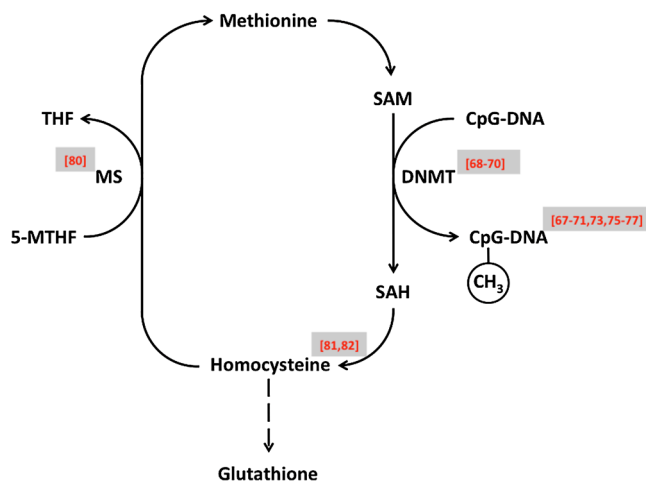 Methionine
SAM
THF
CpG-DNA
[80]
MS
DNMT
[68-70]
5-MTHF
CpG-DNA
[67-71,73,75-77]
CH3
SAH
[81,82]
Homocysteine
Glutathione